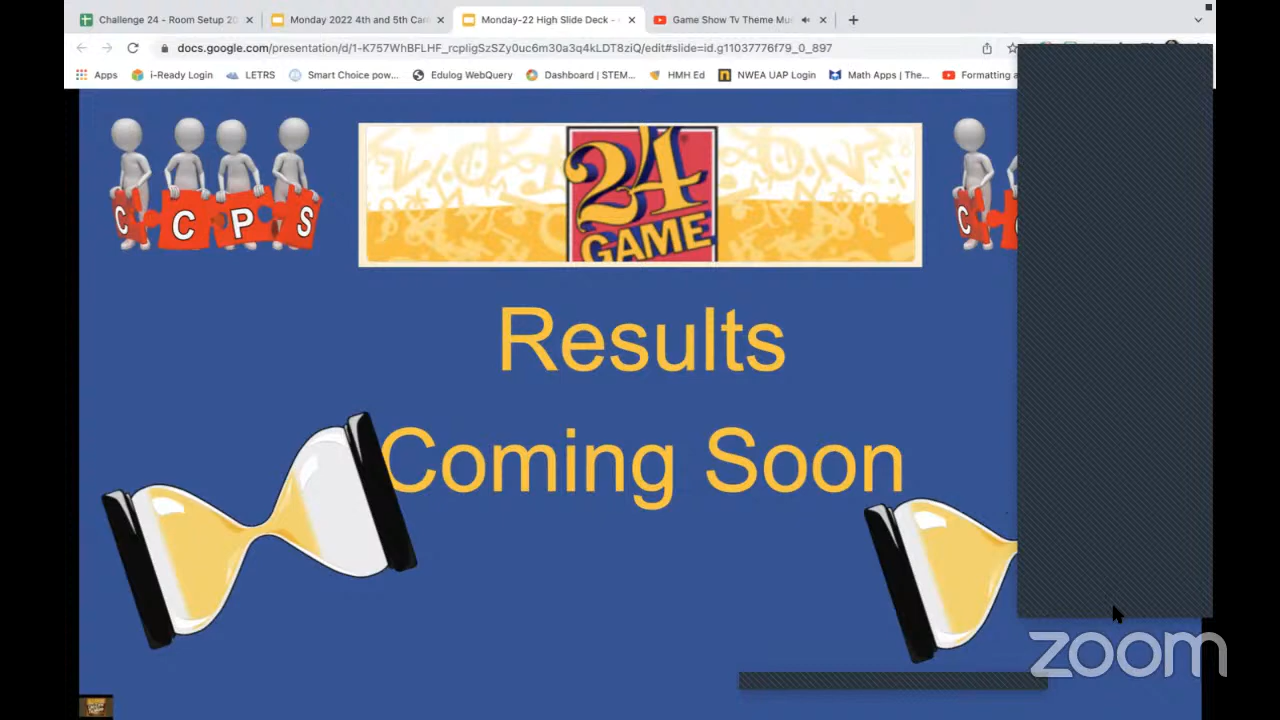 Challenge 24 - Room Setup 20
Monday 2022 4th and 5th Cam
Monday-22 High Slide Deck -
Game Show Tv Theme Mus
docs.google.com/presentation/d/1-K757WhBFLHF_rcpligSzSZy0uc6m30a3q4kLDT8ziQ/edit#slide=id.g11037776f79_0_897
Apps
i-Ready Login
LETRS
Smart Choice pow...
Edulog WebQuery
Dashboard | STEM...
HMH Ed
NWEA UAP Login
Math Apps | The...
Formatting a
C C P S
24
GAME
C
Results
Coming Soon
zoom